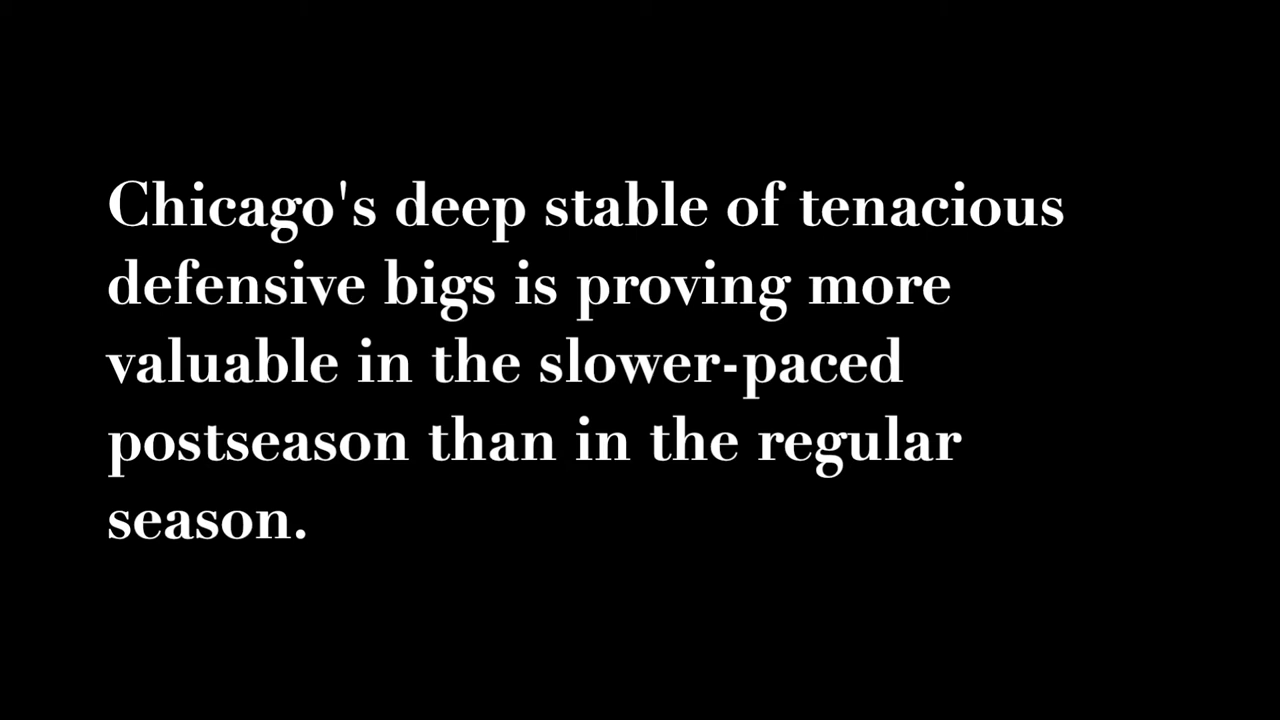 Chicago's deep stable of tenacious
defensive bigs is proving more
valuable in the slower-paced
postseason than in the regular
season.